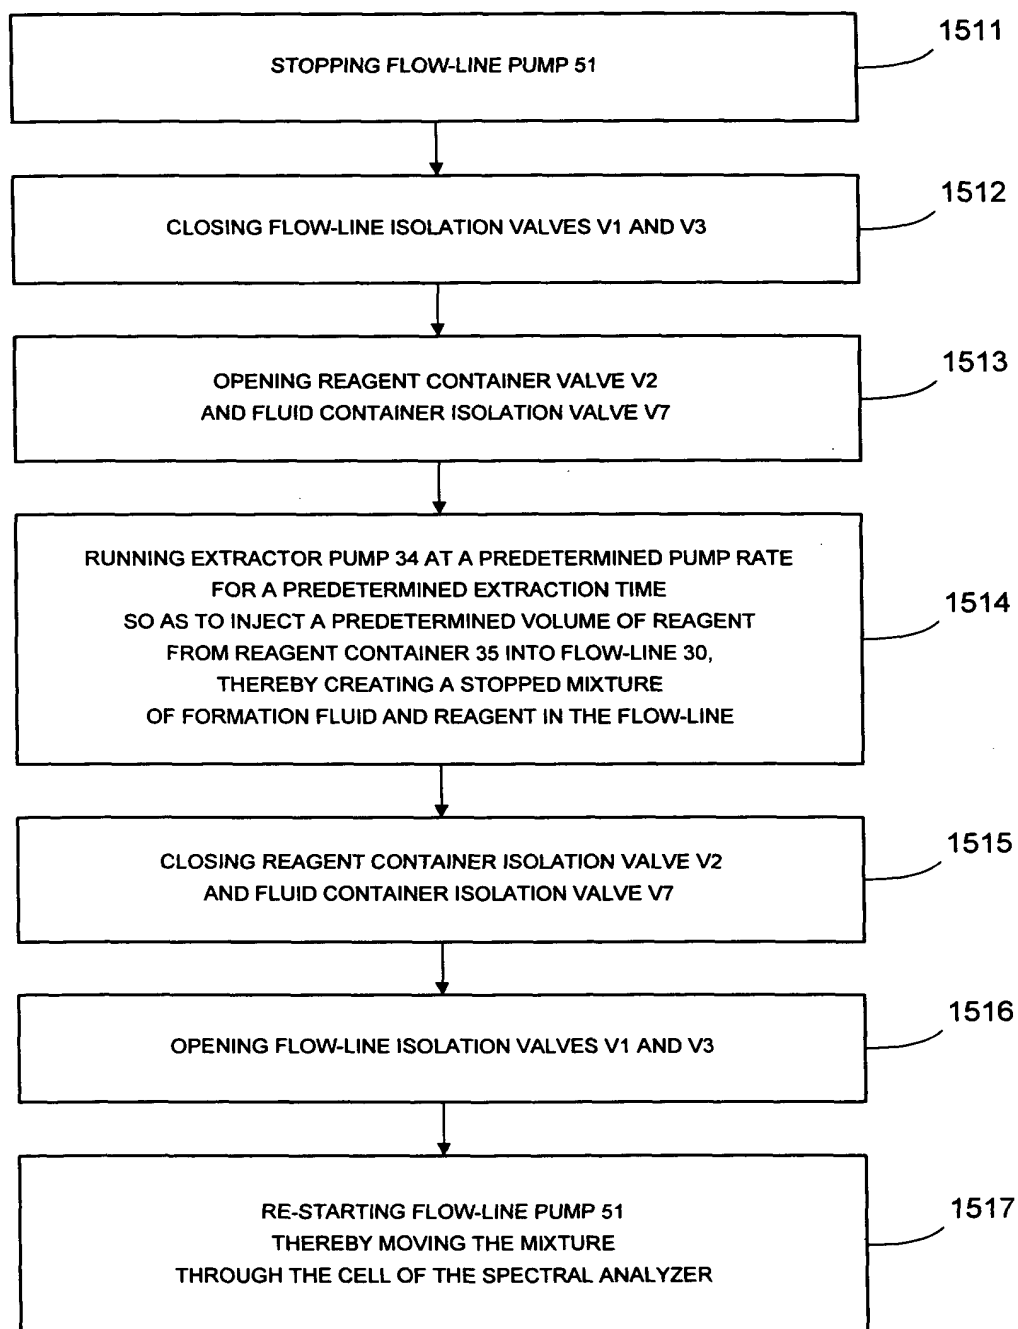 STOPPING FLOW-LINE PUMP 51
1511
CLOSING FLOW-LINE ISOLATION VALVES V1 AND V3
1512
OPENING REAGENT CONTAINER VALVE V2
AND FLUID CONTAINER ISOLATION VALVE V7
1513
RUNNING EXTRACTOR PUMP 34 AT A PREDETERMINED PUMP RATE
FOR A PREDETERMINED EXTRACTION TIME
SO AS TO INJECT A PREDETERMINED VOLUME OF REAGENT
FROM REAGENT CONTAINER 35 INTO FLOW-LINE 30,
THEREBY CREATING A STOPPED MIXTURE
OF FORMATION FLUID AND REAGENT IN THE FLOW-LINE
1514
CLOSING REAGENT CONTAINER ISOLATION VALVE V2
AND FLUID CONTAINER ISOLATION VALVE V7
1515
OPENING FLOW-LINE ISOLATION VALVES V1 AND V3
1516
RE-STARTING FLOW-LINE PUMP 51
THEREBY MOVING THE MIXTURE
THROUGH THE CELL OF THE SPECTRAL ANALYZER
1517